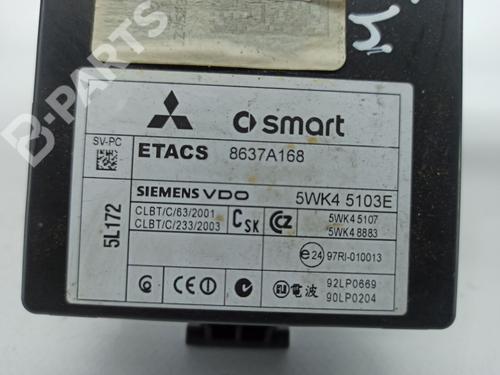 smart
SV-PC
ETACS 8637A168
SIEMENS VDO 5WK4 5103E
5L172
CLBT/C/63/2001
CLBT/C/233/2003
CSK
5WK4 5107
5WK4 8883
e24 97RI-010013
CE
電波
92LP0669
90LP0204
B-PARTS